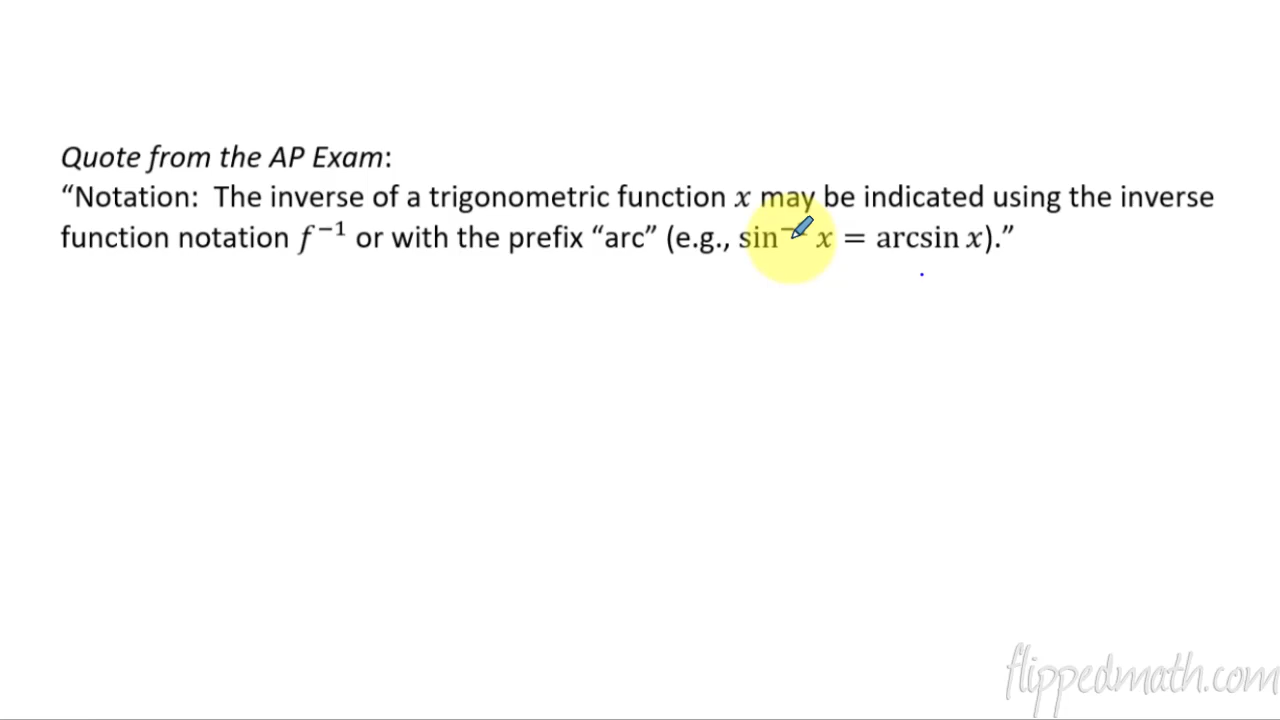 Quote from the AP Exam:
“Notation: The inverse of a trigonometric function x may be indicated using the inverse
function notation f⁻¹ or with the prefix “arc” (e.g., sin⁻ x = arcsin x).”
flippedmath.com